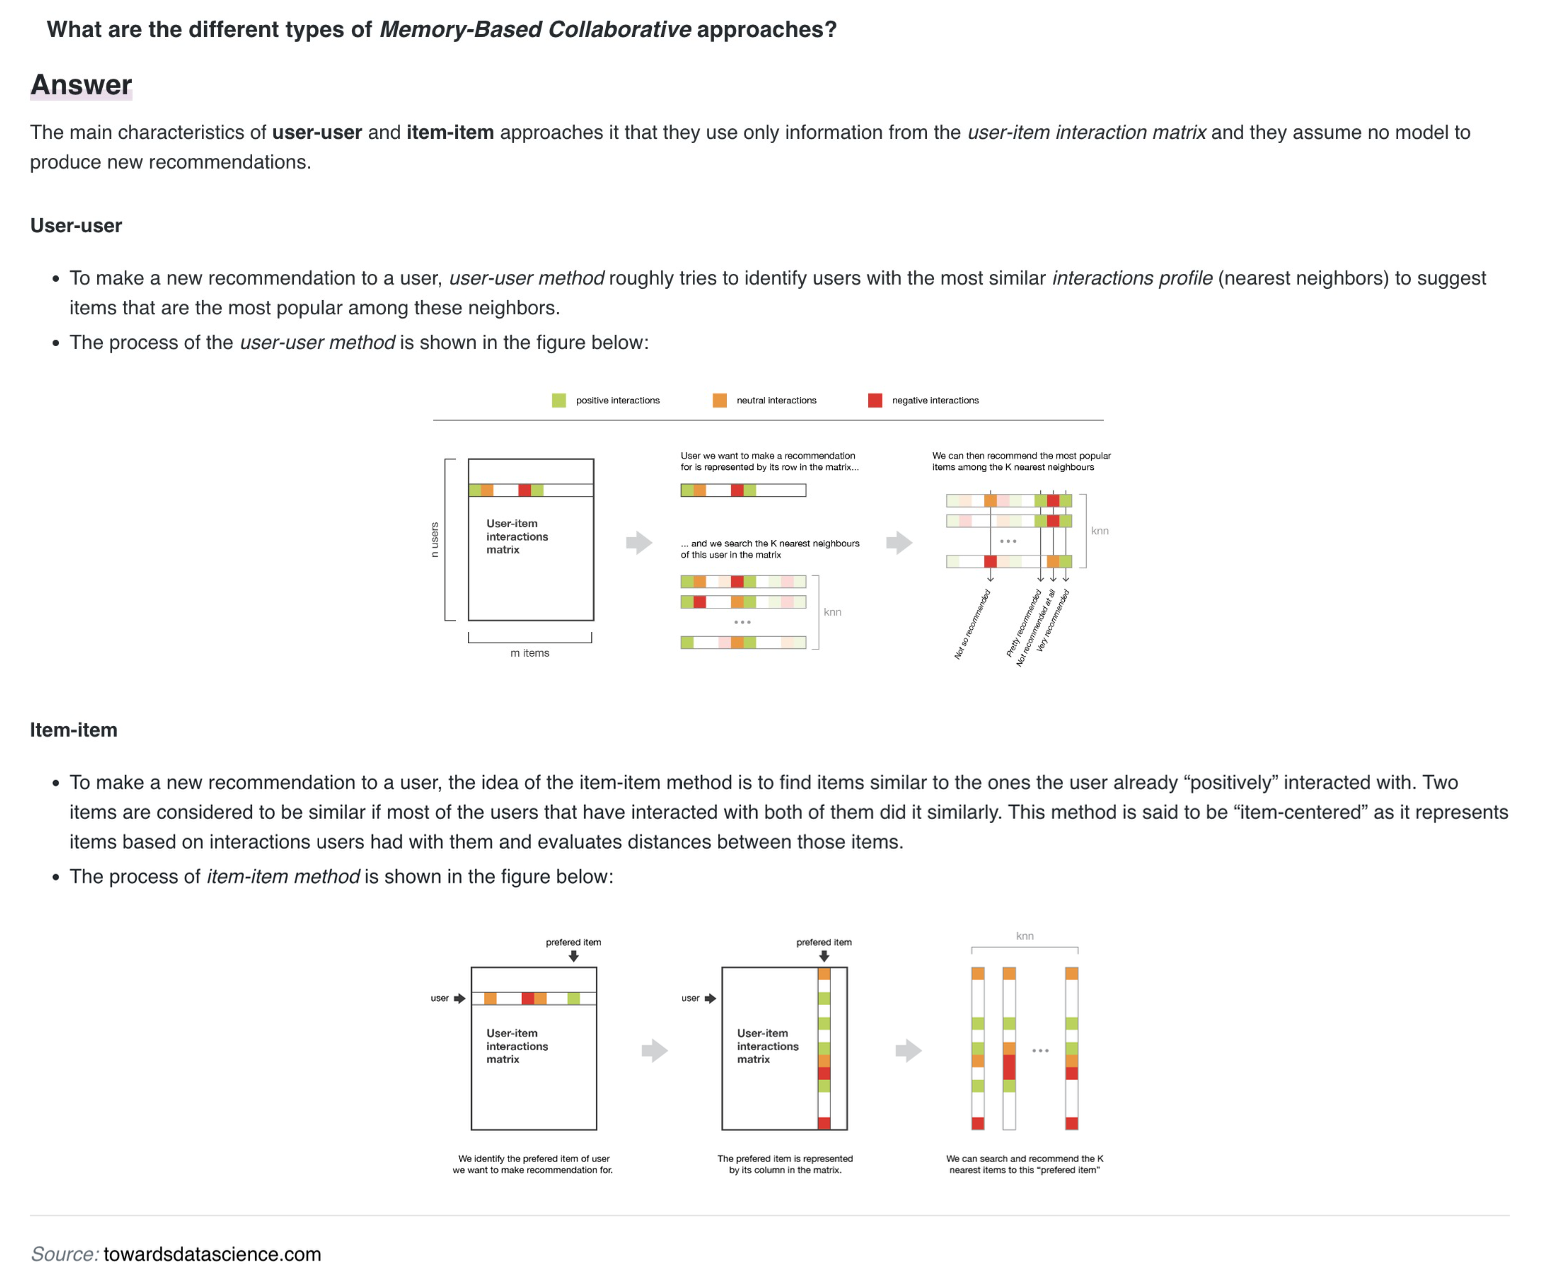 What are the different types of Memory-Based Collaborative approaches?
Answer
The main characteristics of user-user and item-item approaches it that they use only information from the user-item interaction matrix and they assume no model to
produce new recommendations.
User-user
• To make a new recommendation to a user, user-user method roughly tries to identify users with the most similar interactions profile (nearest neighbors) to suggest
items that are the most popular among these neighbors.
• The process of the user-user method is shown in the figure below:
positive interactions
neutral interactions
negative interactions
n users
User-item
interactions
matrix
m items
User we want to make a recommendation
for is represented by its row in the matrix...
... and we search the K nearest neighbours
of this user in the matrix
...
knn
We can then recommend the most popular
items among the K nearest neighbours
...
knn
Not so recommended
Pretty recommended
Not recommended at all
Very recommended
Item-item
• To make a new recommendation to a user, the idea of the item-item method is to find items similar to the ones the user already “positively” interacted with. Two
items are considered to be similar if most of the users that have interacted with both of them did it similarly. This method is said to be “item-centered” as it represents
items based on interactions users had with them and evaluates distances between those items.
• The process of item-item method is shown in the figure below:
prefered item
user
User-item
interactions
matrix
We identify the prefered item of user
we want to make recommendation for.
prefered item
user
User-item
interactions
matrix
The prefered item is represented
by its column in the matrix.
knn
...
We can search and recommend the K
nearest items to this “prefered item”
Source: towardsdatascience.com